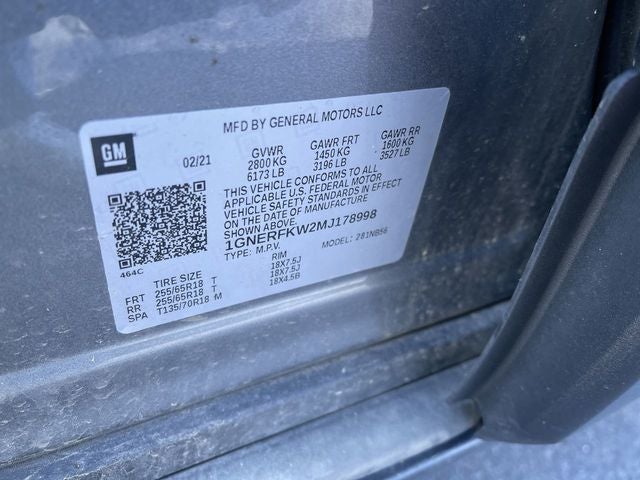 MFD BY GENERAL MOTORS LLC
GM
02/21 GVWR GAWR FRT GAWR RR
2800 KG 1450 KG 1600 KG
6173 LB 3196 LB 3527 LB
THIS VEHICLE CONFORMS TO ALL
APPLICABLE U.S. FEDERAL MOTOR
VEHICLE SAFETY STANDARDS IN
EFFECT ON THE DATE OF MANUFACTURE
SHOWN ABOVE.
1GNERFKW2MJ178998
TYPE: M.P.V. MODEL: 281NB56
464C
TIRE SIZE RIM
FRT 255/65R18 T 18X7.5J
RR 255/65R18 T 18X7.5J
SPA T135/70R18 M 18X4.5B